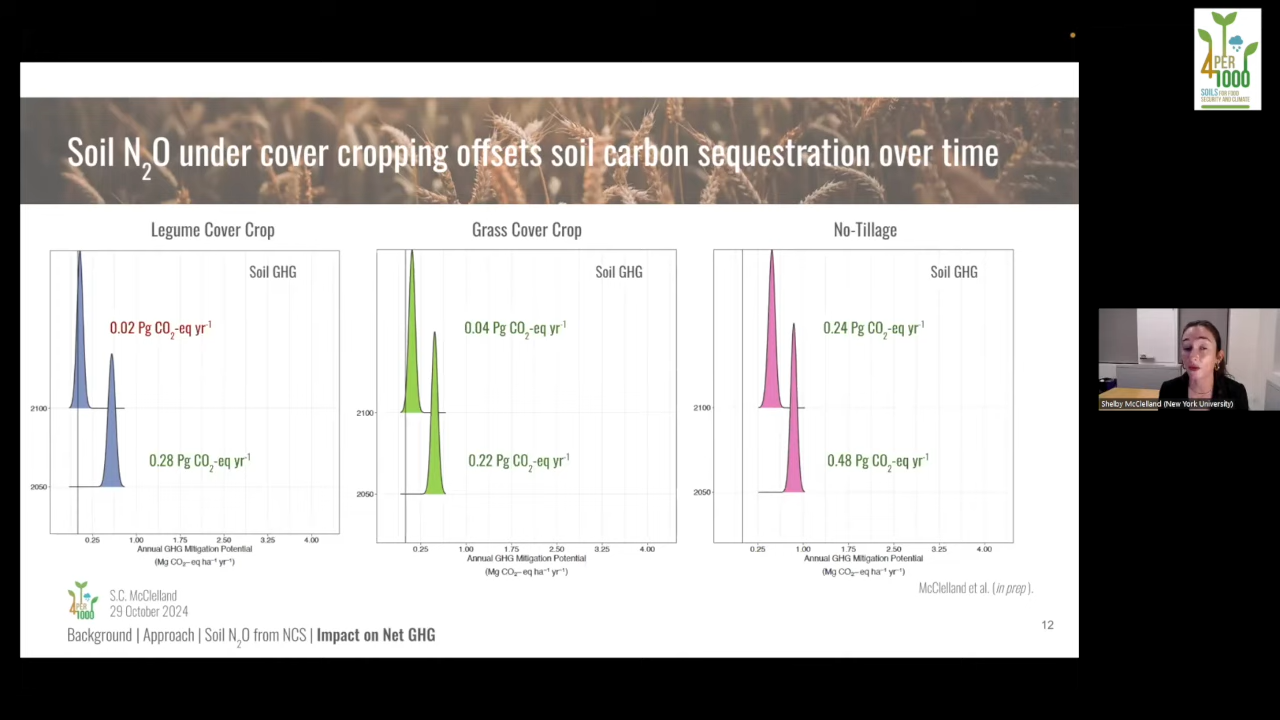 4 PER 1000
SOILS FOR FOOD
SECURITY AND CLIMATE
Soil N₂O under cover cropping offsets soil carbon sequestration over time
Legume Cover Crop
Soil GHG
0.02 Pg CO₂-eq yr⁻¹
2100
0.28 Pg CO₂-eq yr⁻¹
2050
0.25 1.00 1.75 2.50 3.25 4.00
Annual GHG Mitigation Potential
(Mg CO₂–eq ha⁻¹ yr⁻¹)
Grass Cover Crop
Soil GHG
0.04 Pg CO₂-eq yr⁻¹
2100
0.22 Pg CO₂-eq yr⁻¹
2050
0.25 1.00 1.75 2.50 3.25 4.00
Annual GHG Mitigation Potential
(Mg CO₂–eq ha⁻¹ yr⁻¹)
No-Tillage
Soil GHG
0.24 Pg CO₂-eq yr⁻¹
2100
0.48 Pg CO₂-eq yr⁻¹
2050
0.25 1.00 1.75 2.50 3.25 4.00
Annual GHG Mitigation Potential
(Mg CO₂–eq ha⁻¹ yr⁻¹)
McClelland et al. (in prep).
4 PER 1000
S.C. McClelland
29 October 2024
Background | Approach | Soil N₂O from NCS | Impact on Net GHG
12
Shelby McClelland (New York University)